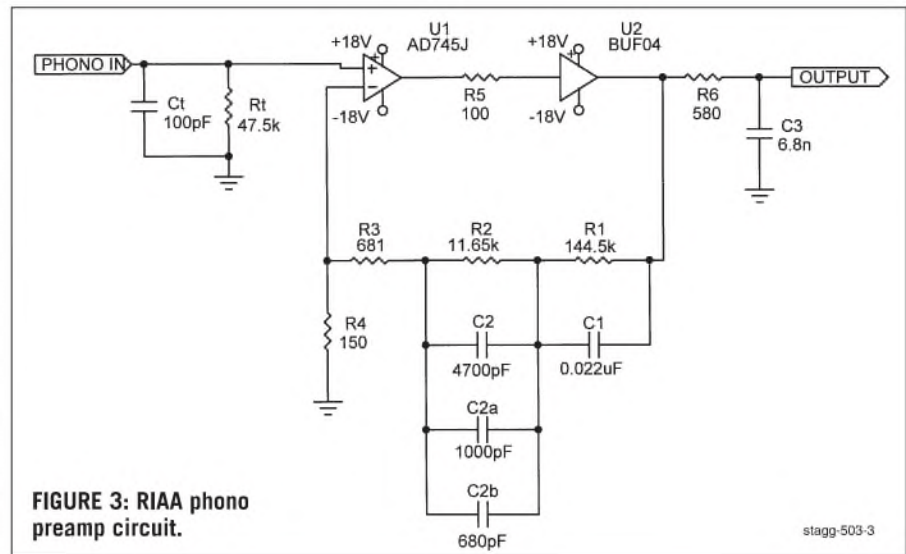 U1
AD745J
U2
BUF04
PHONO IN
+18V
+18V
+
+
OUTPUT
+
−
R5
100
R6
580
Ct
100pF
Rt
47.5k
-18V
-18V
C3
6.8n
R3
681
R2
11.65k
R1
144.5k
R4
150
C2
4700pF
C1
0.022uF
C2a
1000pF
C2b
680pF
FIGURE 3: RIAA phono
preamp circuit.
stagg-503-3